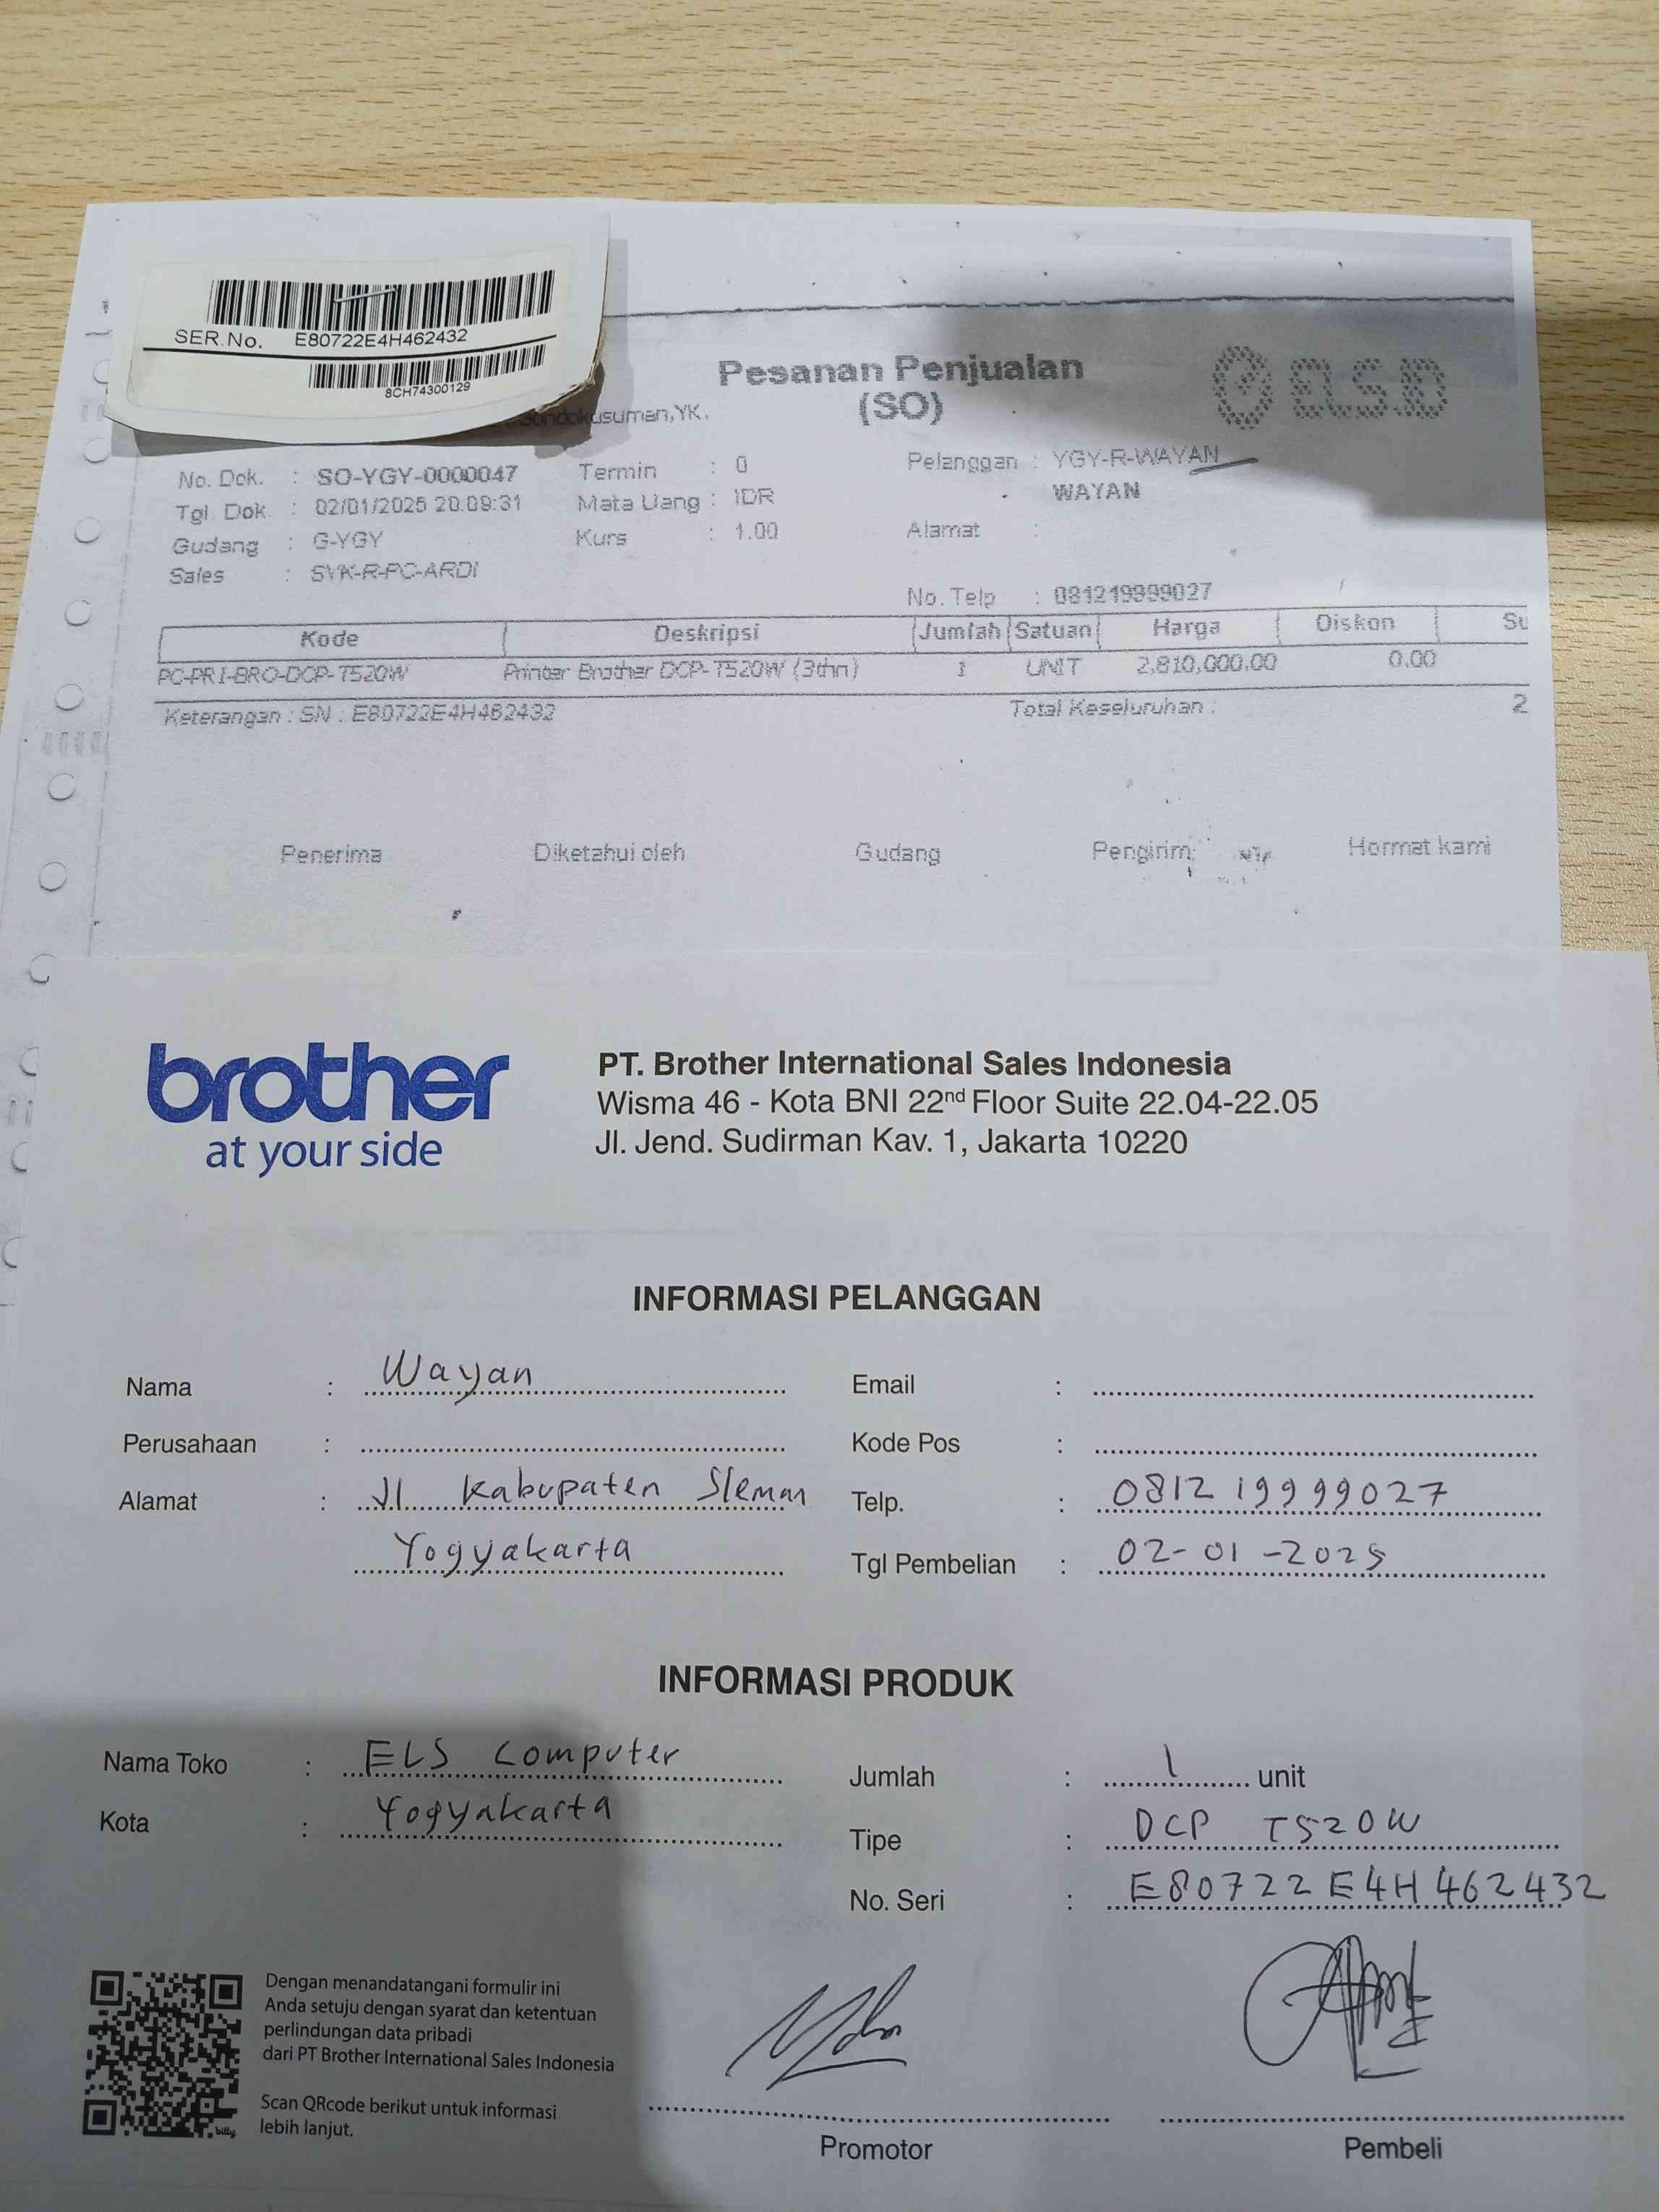 SER.No. E80722E4H462432
8CH74300129
Pesanan Penjualan
(SO)
ELS.ID
YK.
No. Dok. : SO-YGY-0000047
Tgl. Dok. : 02/01/2025 20:09:31
Gudang : G-YGY
Sales : SYK-R-PC-ARDI
Termin : 0
Mata Uang : IDR
Kurs : 1.00
Pelanggan : YGY-R-WAYAN
WAYAN
Alamat :
No. Telp : 081219999027
Kode Deskripsi Jumlah Satuan Harga Diskon Su
PC-PRI-BRO-DCP-T520W Printer Brother DCP-T520W (3thn) 1 UNIT 2,810,000.00 0.00
Keterangan : SN : E80722E4H462432 Total Keseluruhan : 2
Penerima Diketahui oleh Gudang Pengirim Hormat kami
brother
at your side
PT. Brother International Sales Indonesia
Wisma 46 - Kota BNI 22nd Floor Suite 22.04-22.05
Jl. Jend. Sudirman Kav. 1, Jakarta 10220
INFORMASI PELANGGAN
Nama : Wayan
Perusahaan :
Alamat : Jl Kabupaten Sleman
Yogyakarta
Email :
Kode Pos :
Telp. : 081219999027
Tgl Pembelian : 02-01-2025
INFORMASI PRODUK
Nama Toko : ELS Computer
Kota : Yogyakarta
Jumlah : 1 unit
Tipe : DCP T520W
No. Seri : E80722E4H462432
Dengan menandatangani formulir ini
Anda setuju dengan syarat dan ketentuan
perlindungan data pribadi
dari PT Brother International Sales Indonesia
Scan QRcode berikut untuk informasi
lebih lanjut.
billy
Promotor
Pembeli